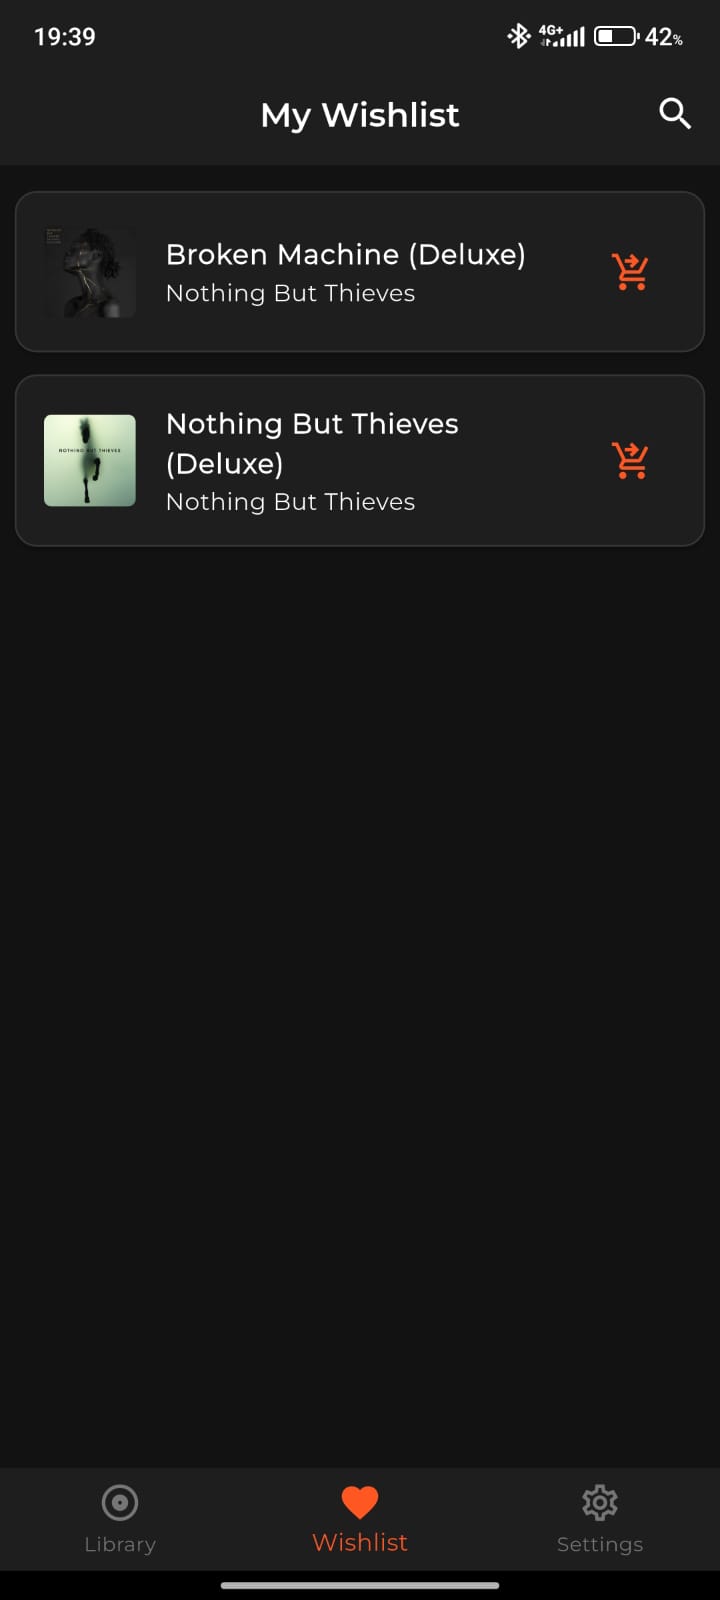 19:39
4G+ 42%
My Wishlist
Broken Machine (Deluxe)
Nothing But Thieves
NOTHING BUT THIEVES
Nothing But Thieves
(Deluxe)
Nothing But Thieves
Library
Wishlist
Settings